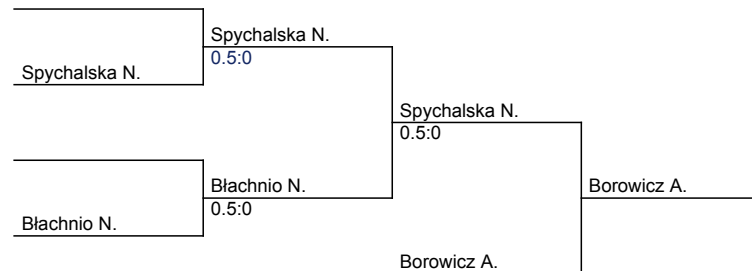 Spychalska N.
0.5:0
Spychalska N.
Spychalska N.
0.5:0
Błachnio N.
0.5:0
Borowicz A.
Błachnio N.
Borowicz A.